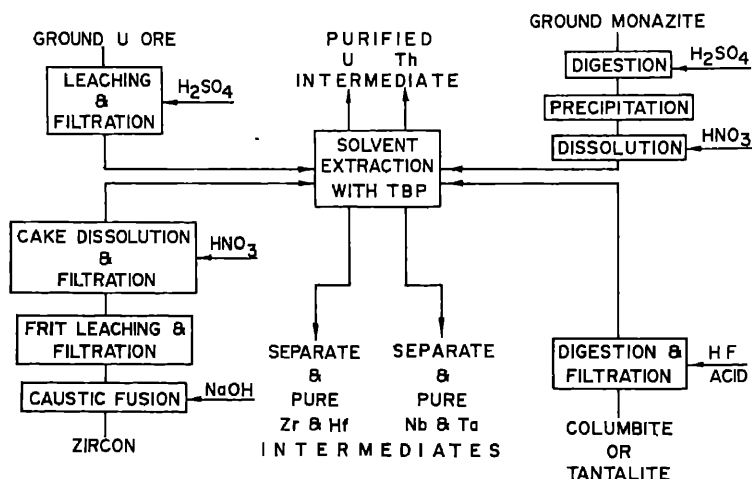 GROUND U ORE
LEACHING
&
FILTRATION
H2SO4
PURIFIED
U Th
INTERMEDIATE
GROUND MONAZITE
DIGESTION
H2SO4
PRECIPITATION
DISSOLUTION
HNO3
SOLVENT
EXTRACTION
WITH TBP
CAKE DISSOLUTION
&
FILTRATION
HNO3
FRIT LEACHING &
FILTRATION
CAUSTIC FUSION
NaOH
ZIRCON
SEPARATE
&
PURE
Zr & Hf
SEPARATE
&
PURE
Nb & Ta
INTERMEDIATES
DIGESTION &
FILTRATION
HF
ACID
COLUMBITE
OR
TANTALITE